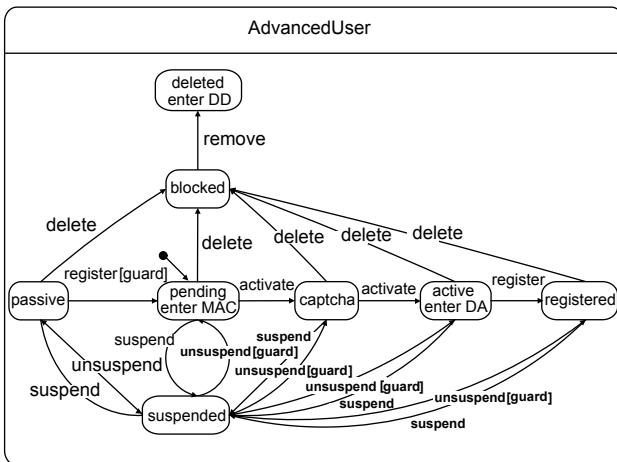 AdvancedUser
deleted
enter DD
remove
blocked
delete
delete
delete
delete
delete
register[guard]
activate
activate
register
passive
pending
enter MAC
captcha
active
enter DA
registered
suspend
unsuspend[guard]
suspend
unsuspend[guard]
unsuspend
suspend
unsuspend [guard]
suspend
unsuspend[guard]
suspend
suspended